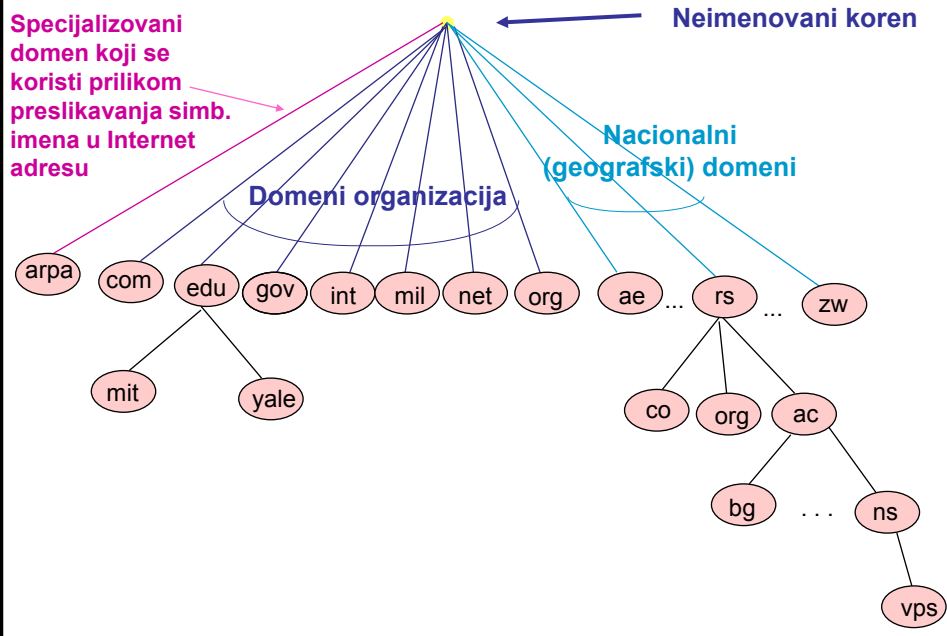 Specijalizovani
domen koji se
koristi prilikom
preslikavanja simb.
imena u Internet
adresu
Neimenovani koren
Nacionalni
(geografski) domeni
Domeni organizacija
arpa
com
edu
gov
int
mil
net
org
ae
...
rs
...
zw
mit
yale
co
org
ac
bg
. . .
ns
vps